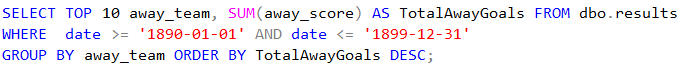 SELECT TOP 10 away_team, SUM(away_score) AS TotalAwayGoals FROM dbo.results
WHERE  date >= '1890-01-01' AND date <= '1899-12-31'
GROUP BY away_team ORDER BY TotalAwayGoals DESC;